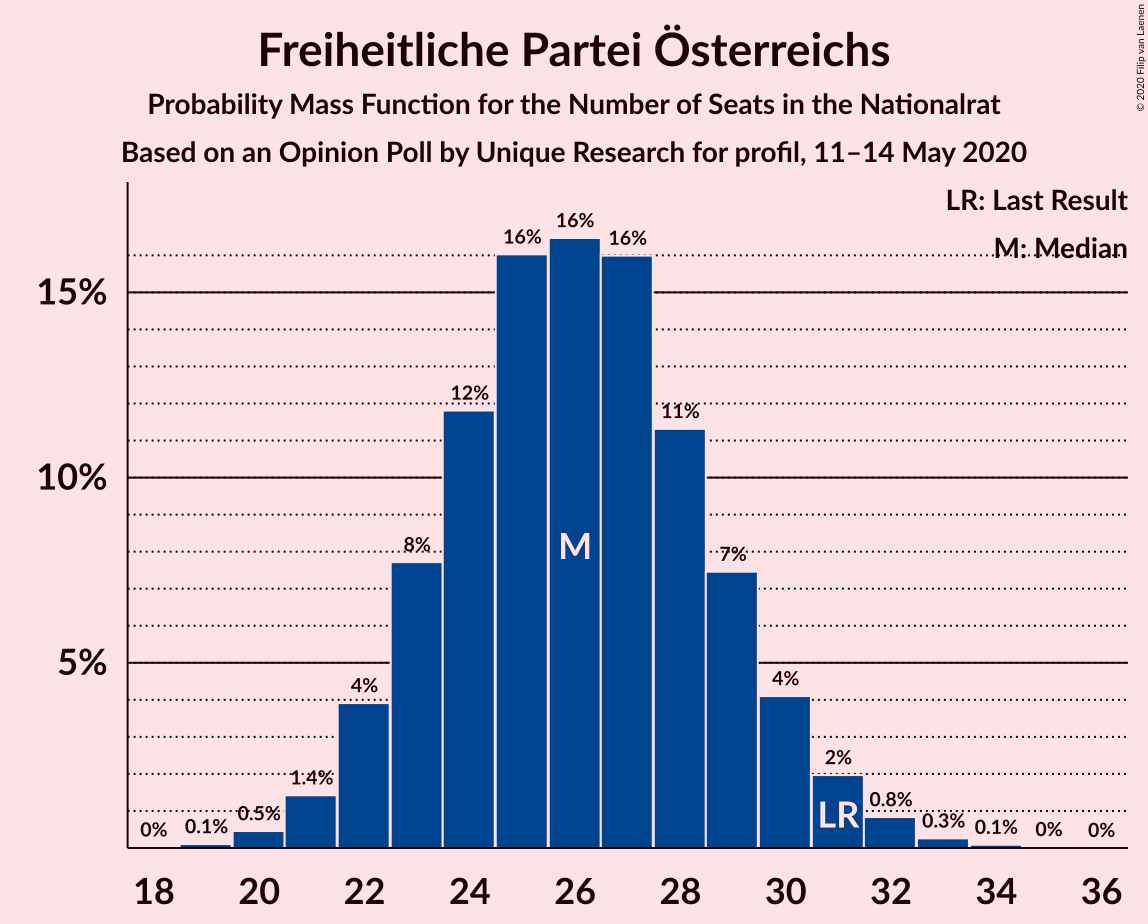 Freiheitliche Partei Österreichs
Probability Mass Function for the Number of Seats in the Nationalrat
Based on an Opinion Poll by Unique Research for profil, 11–14 May 2020
© 2020 Filip van Laenen
LR: Last Result
M: Median
15%
10%
5%
0%
0.1%
0.5%
1.4%
4%
8%
12%
16%
16%
16%
11%
7%
4%
2%
0.8%
0.3%
0.1%
0%
0%
M
LR
18 20 22 24 26 28 30 32 34 36